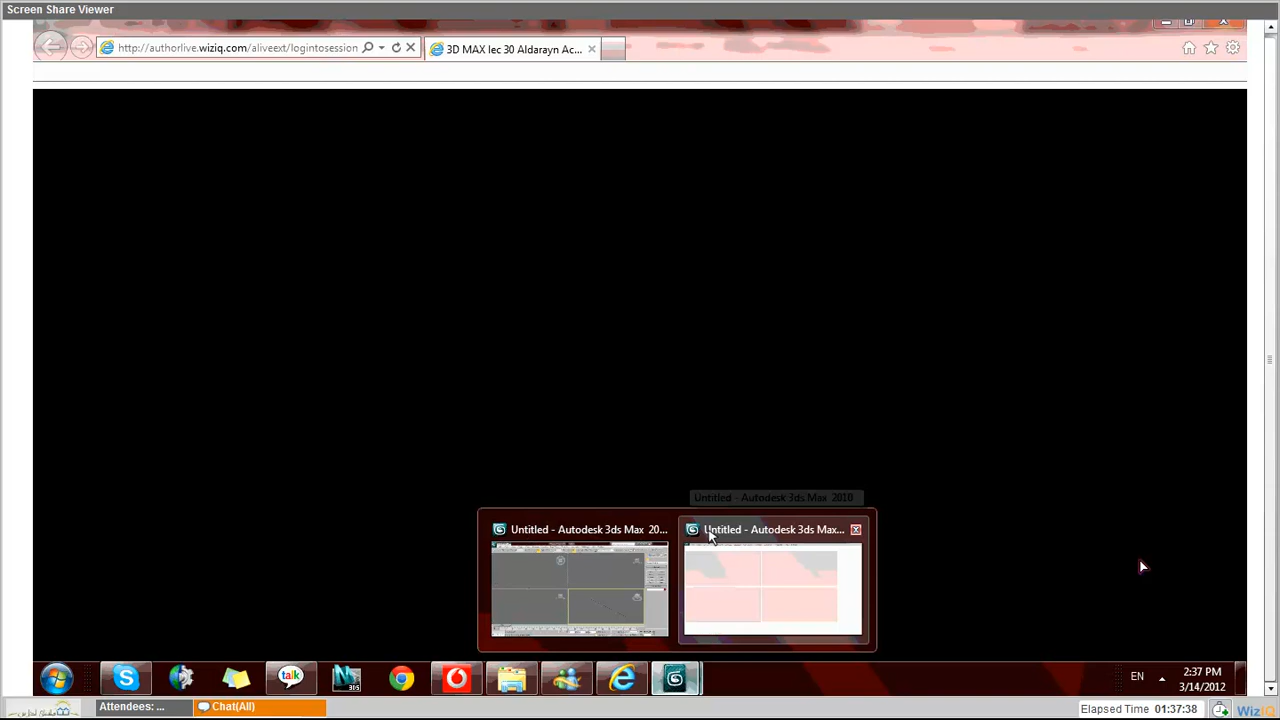 Screen Share Viewer
http://authorlive.wiziq.com/aliveext/logintosession
3D MAX lec 30 Aldarayn Ac...
Untitled - Autodesk 3ds Max 2010
Untitled - Autodesk 3ds Max 20...
Untitled - Autodesk 3ds Max...
talk
315
EN
2:37 PM
3/14/2012
Attendees: ...
Chat(All)
Elapsed Time 01:37:38
WizIQ